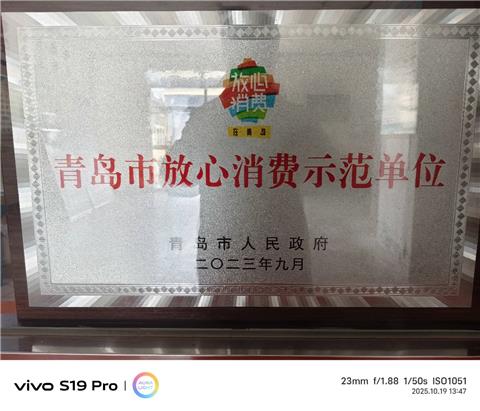 放心
消费
在青岛
青岛市放心消费示范单位
青岛市人民政府
二〇二三年九月
vivo S19 Pro
AURA LIGHT
23mm f/1.88 1/50s ISO1051
2025.10.19 13:47